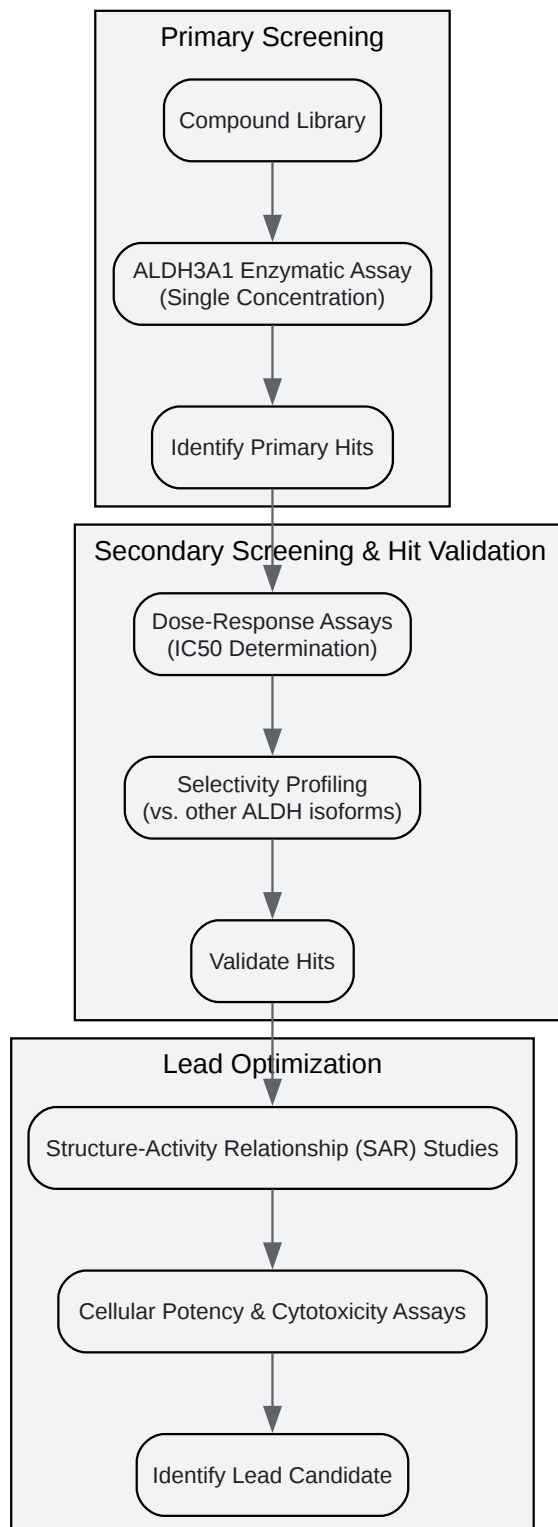 Primary Screening
Compound Library
ALDH3A1 Enzymatic Assay
(Single Concentration)
Identify Primary Hits
Secondary Screening & Hit Validation
Dose-Response Assays
(IC50 Determination)
Selectivity Profiling
(vs. other ALDH isoforms)
Validate Hits
Lead Optimization
Structure-Activity Relationship (SAR) Studies
Cellular Potency & Cytotoxicity Assays
Identify Lead Candidate